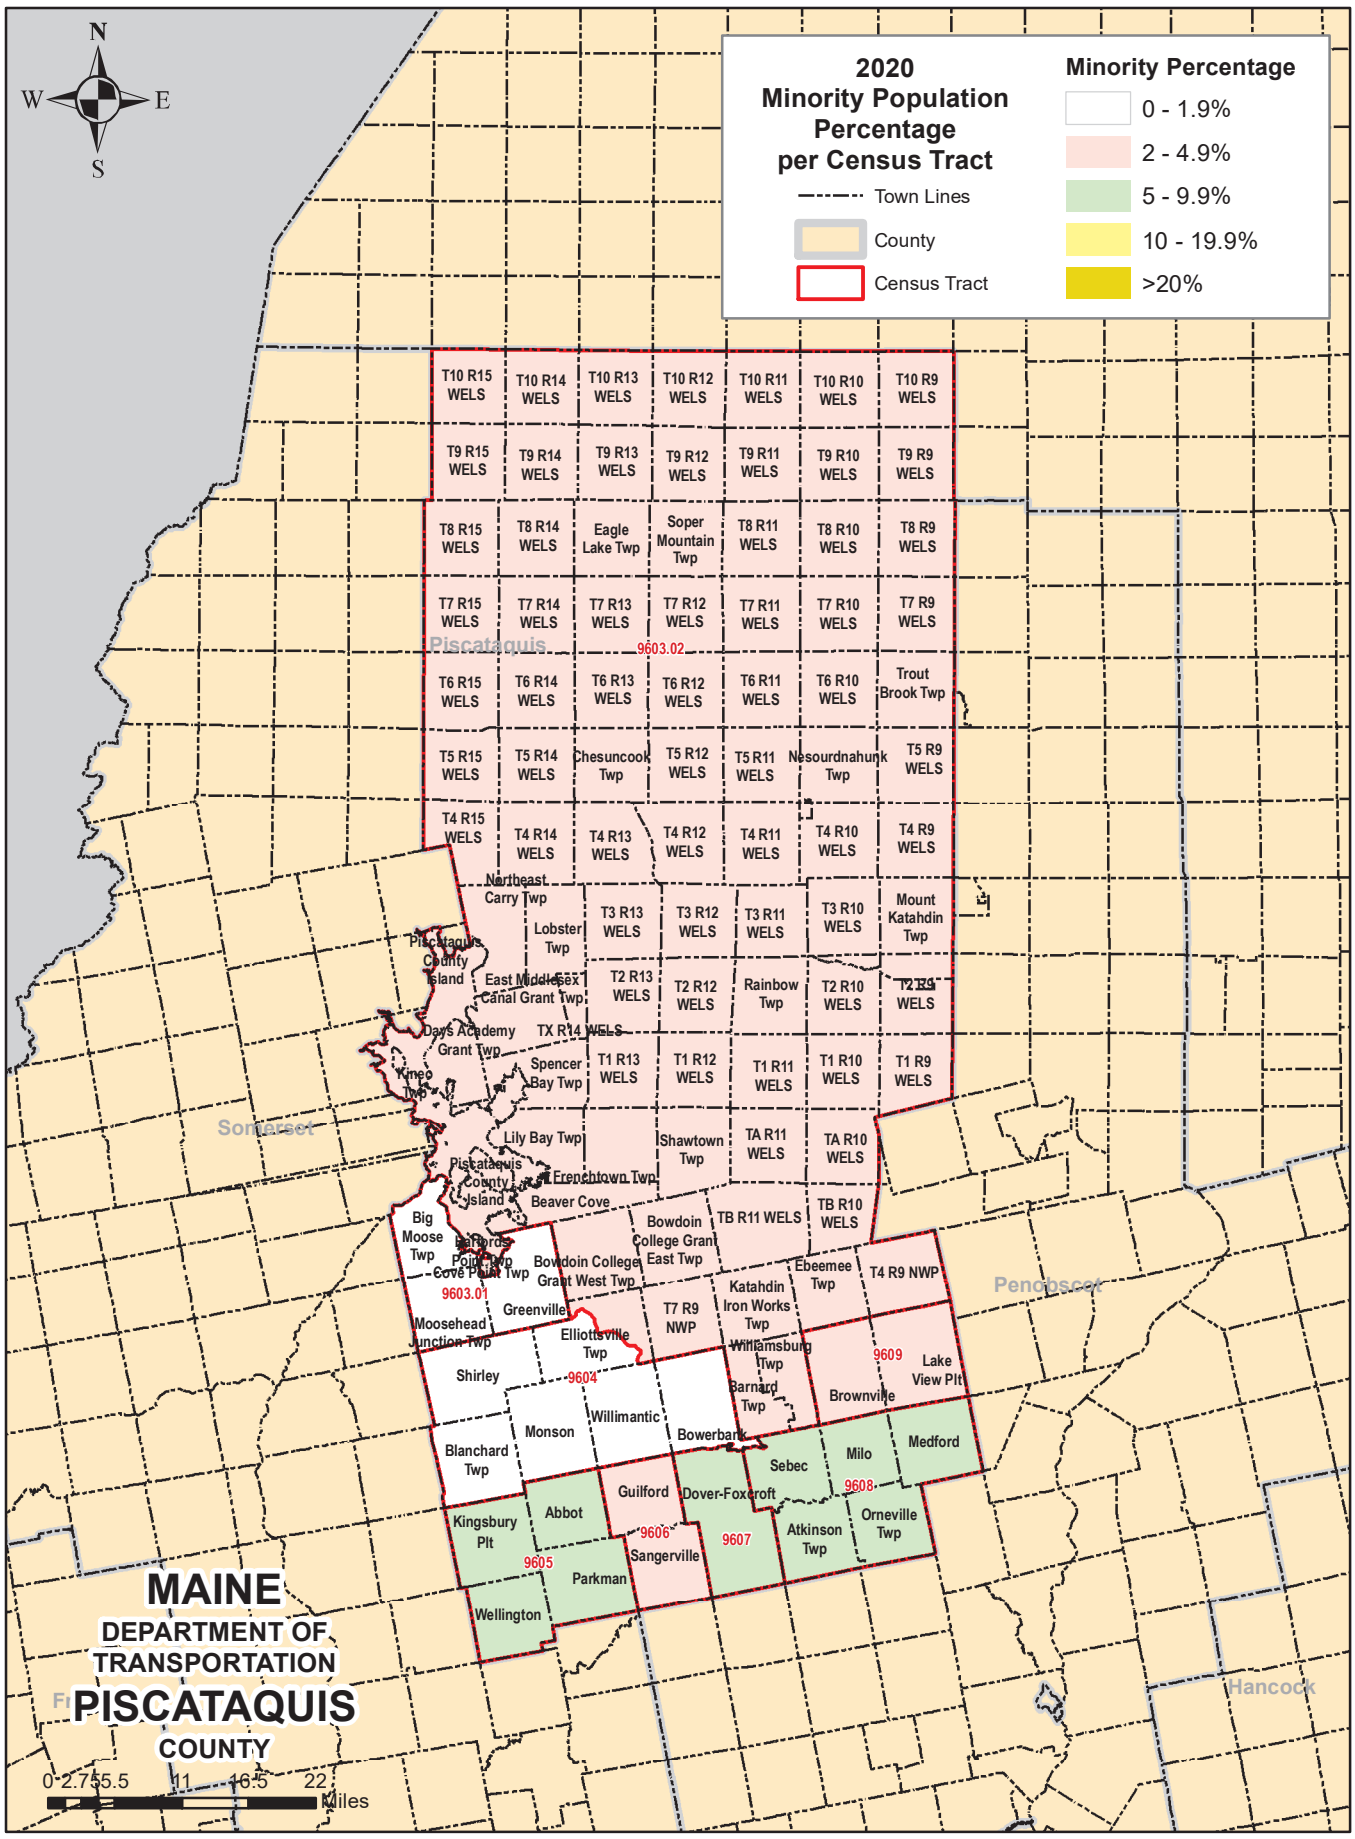 N
W
E
S
2020
Minority Population
Percentage
per Census Tract
Town Lines
County
Census Tract
Minority Percentage
0 - 1.9%
2 - 4.9%
5 - 9.9%
10 - 19.9%
>20%
T10 R15
WELS
T10 R14
WELS
T10 R13
WELS
T10 R12
WELS
T10 R11
WELS
T10 R10
WELS
T10 R9
WELS
T9 R15
WELS
T9 R14
WELS
T9 R13
WELS
T9 R12
WELS
T9 R11
WELS
T9 R10
WELS
T9 R9
WELS
T8 R15
WELS
T8 R14
WELS
Eagle
Lake Twp
Soper
Mountain
Twp
T8 R11
WELS
T8 R10
WELS
T8 R9
WELS
T7 R15
WELS
T7 R14
WELS
T7 R13
WELS
T7 R12
WELS
T7 R11
WELS
T7 R10
WELS
T7 R9
WELS
Piscataquis
9603.02
T6 R15
WELS
T6 R14
WELS
T6 R13
WELS
T6 R12
WELS
T6 R11
WELS
T6 R10
WELS
Trout
Brook Twp
T5 R15
WELS
T5 R14
WELS
Chesuncook
Twp
T5 R12
WELS
T5 R11
WELS
Nesourdnahunk
Twp
T5 R9
WELS
T4 R15
WELS
T4 R14
WELS
T4 R13
WELS
T4 R12
WELS
T4 R11
WELS
T4 R10
WELS
T4 R9
WELS
Northeast
Carry Twp
Lobster
Twp
T3 R13
WELS
T3 R12
WELS
T3 R11
WELS
T3 R10
WELS
Mount
Katahdin
Twp
Piscataquis
County
Island
East Middlesex
Canal Grant Twp
T2 R13
WELS
T2 R12
WELS
Rainbow
Twp
T2 R10
WELS
T2 R9
WELS
Days Academy
Grant Twp
TX R14 WELS
Kineo
Twp
Spencer
Bay Twp
T1 R13
WELS
T1 R12
WELS
T1 R11
WELS
T1 R10
WELS
T1 R9
WELS
Somerset
Lily Bay Twp
Shawtown
Twp
TA R11
WELS
TA R10
WELS
Piscataquis
County
Island
Frenchtown Twp
Beaver Cove
TB R11 WELS
TB R10
WELS
Big
Moose
Twp
Harfords
Point Twp
Cove Point Twp
Bowdoin
College Grant
East Twp
Bowdoin College
Grant West Twp
Ebeemee
Twp
T4 R9 NWP
Penobscot
9603.01
Greenville
Katahdin
Iron Works
Twp
T7 R9
NWP
Moosehead
Junction Twp
Elliottsville
Twp
Williamsburg
Twp
9609
Lake
View Plt
Shirley
9604
Barnard
Twp
Brownville
Willimantic
Monson
Bowerbank
Blanchard
Twp
Sebec
Milo
Medford
9608
Guilford
Dover-Foxcroft
Kingsbury
Plt
Abbot
Atkinson
Twp
Orneville
Twp
9606
9607
9605
Sangerville
Parkman
Wellington
Hancock
Fr
MAINE
DEPARTMENT OF
TRANSPORTATION
PISCATAQUIS
COUNTY
0 2.75 5.5 11 16.5 22
Miles